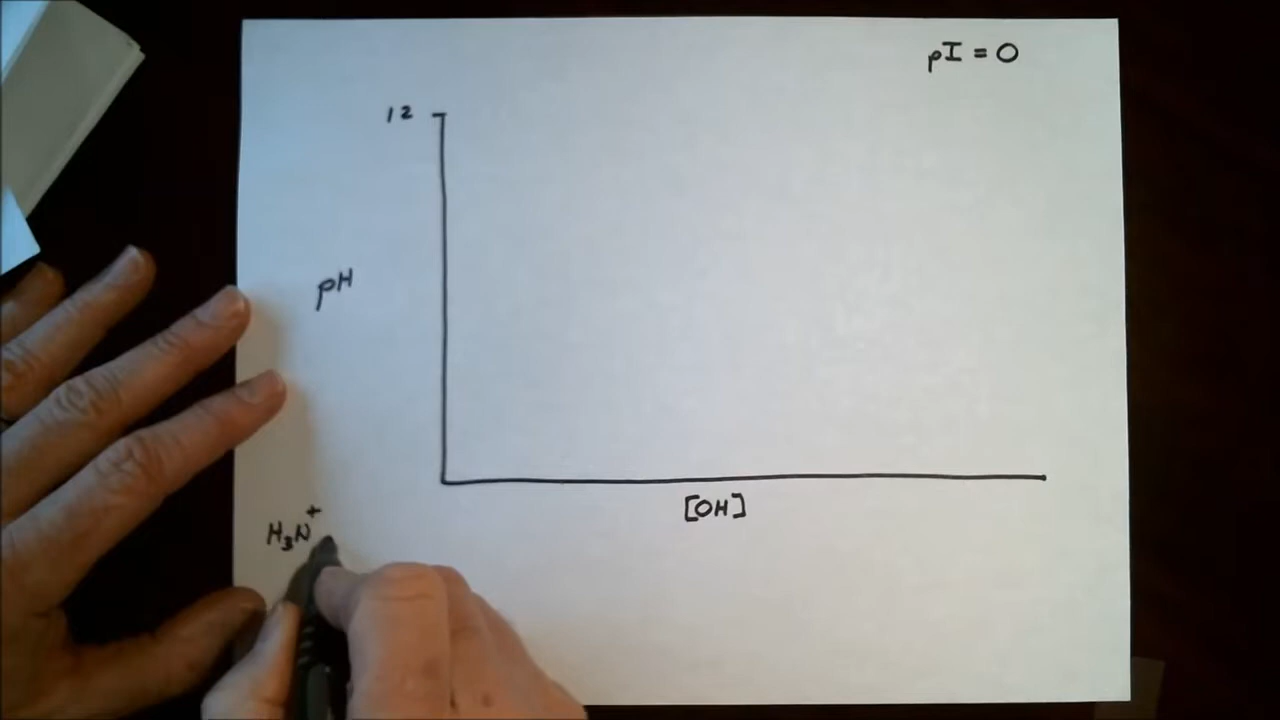 pI = 0
12
pH
[OH]
H₃N⁺